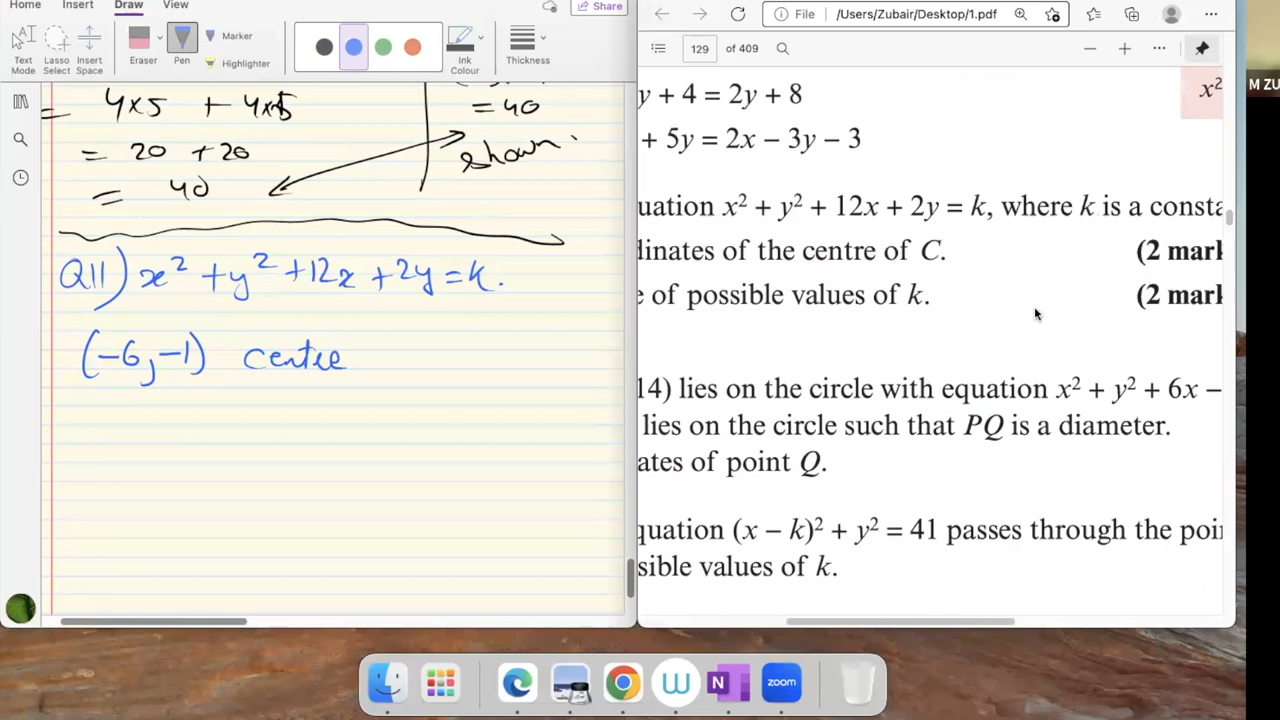 Home Insert Draw View
Share
Marker
Highlighter
Text Mode
Lasso Select
Insert Space
Eraser
Pen
Ink Colour
Thickness
4x5 + 4x5
= 40
= 20 + 20
= 40
shown
Q11) x² + y² + 12x + 2y = k.
(-6, -1) centre
File /Users/Zubair/Desktop/1.pdf
129 of 409
y + 4 = 2y + 8
x²
+ 5y = 2x − 3y − 3
uation x² + y² + 12x + 2y = k, where k is a consta
linates of the centre of C. (2 mark
e of possible values of k. (2 mark
14) lies on the circle with equation x² + y² + 6x −
lies on the circle such that PQ is a diameter.
ates of point Q.
quation (x − k)² + y² = 41 passes through the poi
sible values of k.
M ZU
W
N
zoom